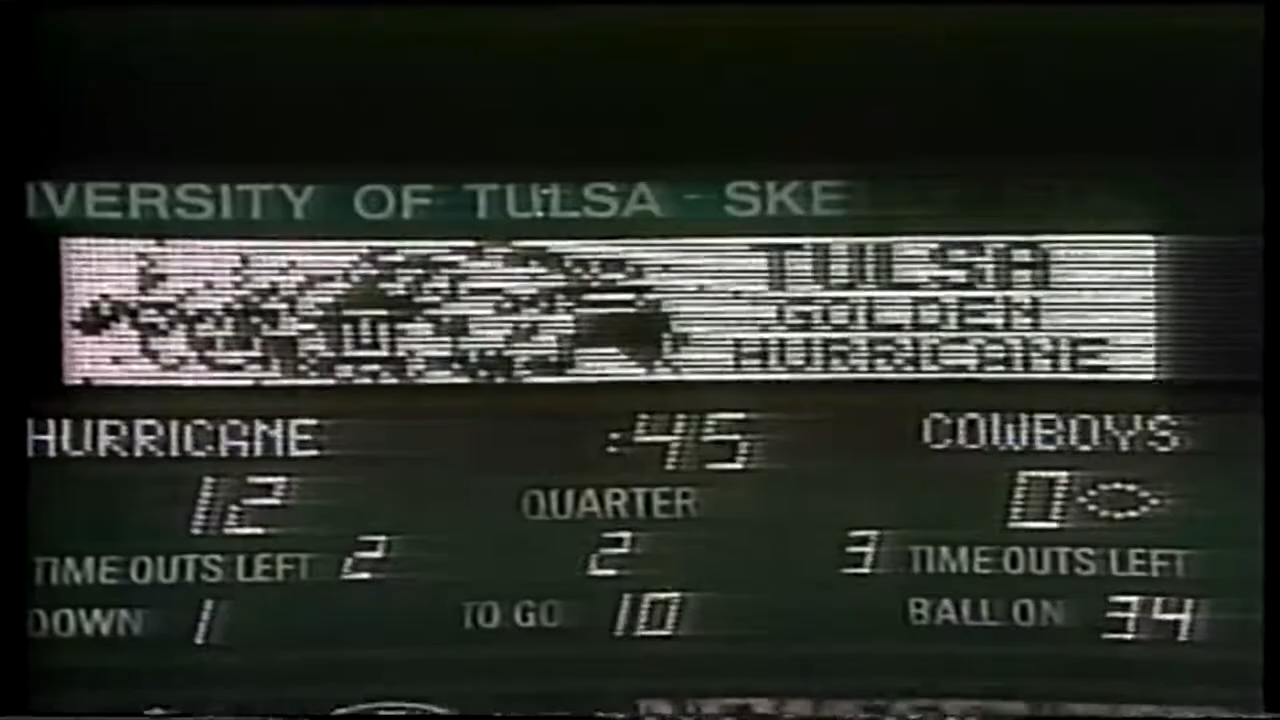 IVERSITY OF TULSA - SKE
TULSA
GOLDEN
HURRICANE
HURRICANE :45 COWBOYS
12 QUARTER 0
TIME OUTS LEFT 2 2 3 TIME OUTS LEFT
DOWN 1 TO GO 10 BALL ON 34